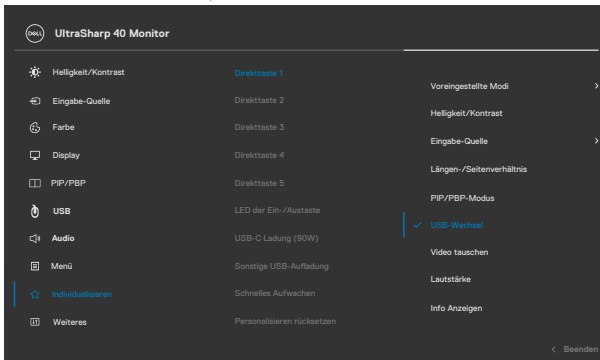 DELL
UltraSharp 40 Monitor
Helligkeit/Kontrast
Eingabe-Quelle
Farbe
Display
PIP/PBP
USB
Audio
Menü
Individualisieren
Weiteres
Direkttaste 1
Direkttaste 2
Direkttaste 3
Direkttaste 4
Direkttaste 5
LED der Ein-/Austaste
USB-C Ladung (90W)
Sonstige USB-Aufladung
Schnelles Aufwachen
Personalisieren rücksetzen
Voreingestellte Modi
Helligkeit/Kontrast
Eingabe-Quelle
Längen-/Seitenverhältnis
PIP/PBP-Modus
USB-Wechsel
Video tauschen
Lautstärke
Info Anzeigen
Beenden